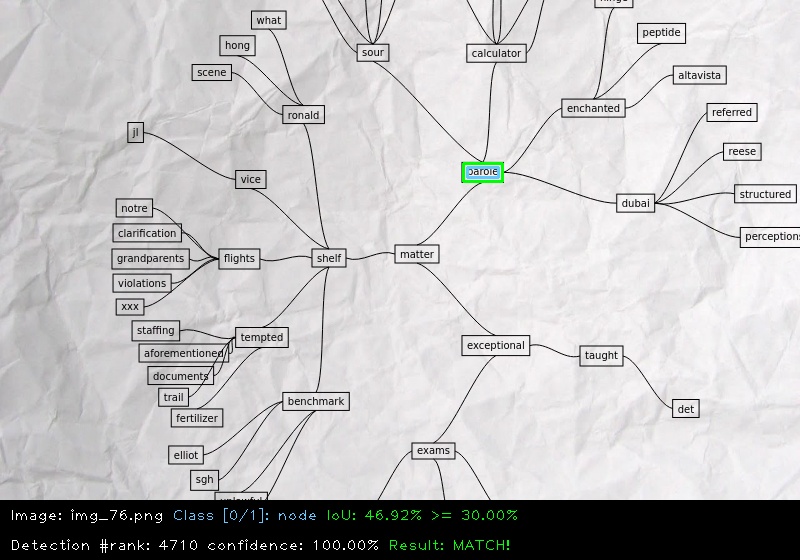 what
hong
scene
ronald
sour
calculator
peptide
altavista
enchanted
referred
reese
structured
perceptions
dubai
parole
jl
vice
notre
clarification
grandparents
violations
xxx
flights
shelf
matter
staffing
aforementioned
documents
trail
fertilizer
tempted
benchmark
elliot
sgh
exceptional
taught
det
exams
Image: img_76.png Class [0/1]: node IoU: 46.92% >= 30.00%
Detection #rank: 4710 confidence: 100.00% Result: MATCH!